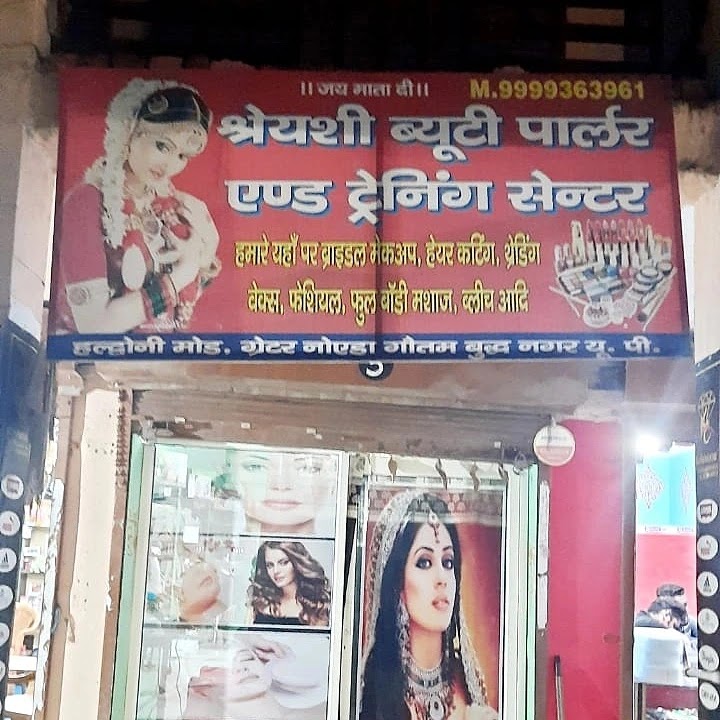 ।। जय माता दी।।
M.9999363961
श्रेयशी ब्यूटी पार्लर
एण्ड ट्रेनिंग सेन्टर
हमारे यहाँ पर ब्राइडल मेकअप, हेयर कटिंग, थ्रेडिंग
वेक्स, फेशियल, फुल बॉडी मशाज, ब्लीच आदि
हल्द्वोनी मोड, ग्रेटर नोएडा गौतम बुद्ध नगर यू. पी.